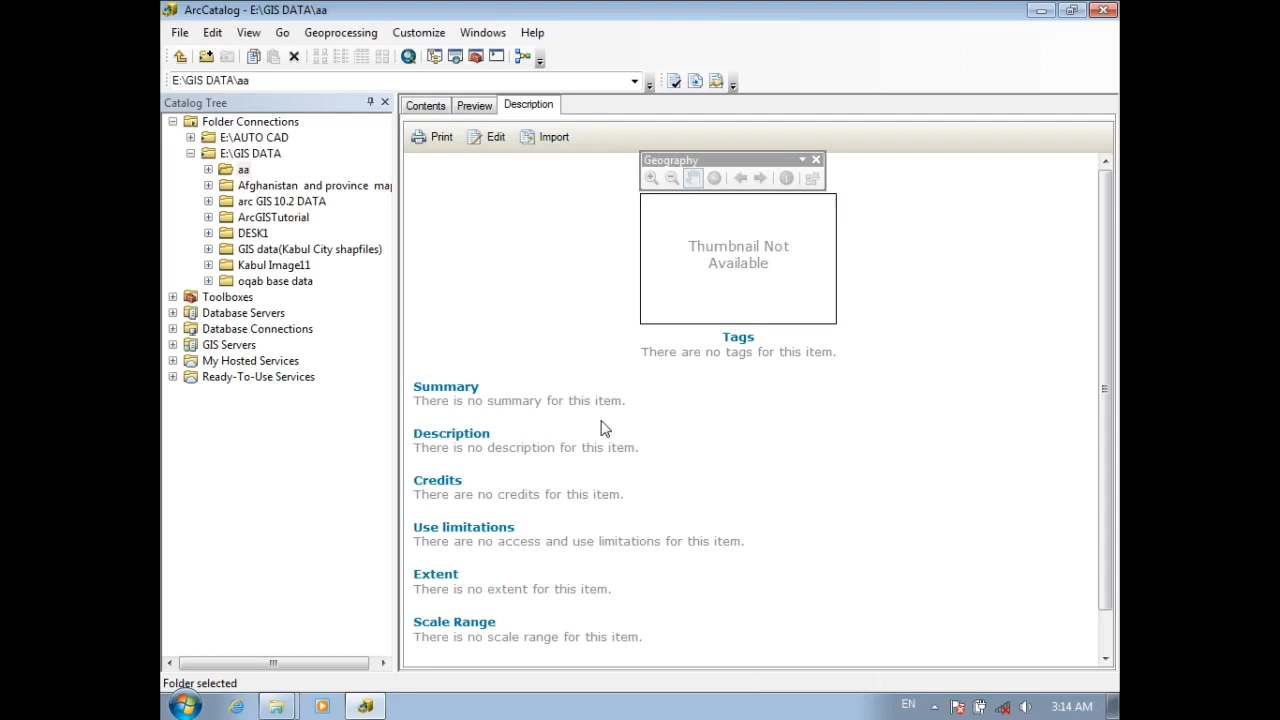 ArcCatalog - E:\GIS DATA\aa
File Edit View Go Geoprocessing Customize Windows Help
E:\GIS DATA\aa
Catalog Tree
Folder Connections
E:\AUTO CAD
E:\GIS DATA
aa
Afghanistan and province ma
arc GIS 10.2 DATA
ArcGISTutorial
DESK1
GIS data(Kabul City shapfiles)
Kabul Image11
oqab base data
Toolboxes
Database Servers
Database Connections
GIS Servers
My Hosted Services
Ready-To-Use Services
Contents Preview Description
Print Edit Import
Geography
Thumbnail Not
Available
Tags
There are no tags for this item.
Summary
There is no summary for this item.
Description
There is no description for this item.
Credits
There are no credits for this item.
Use limitations
There are no access and use limitations for this item.
Extent
There is no extent for this item.
Scale Range
There is no scale range for this item.
Folder selected
EN
3:14 AM